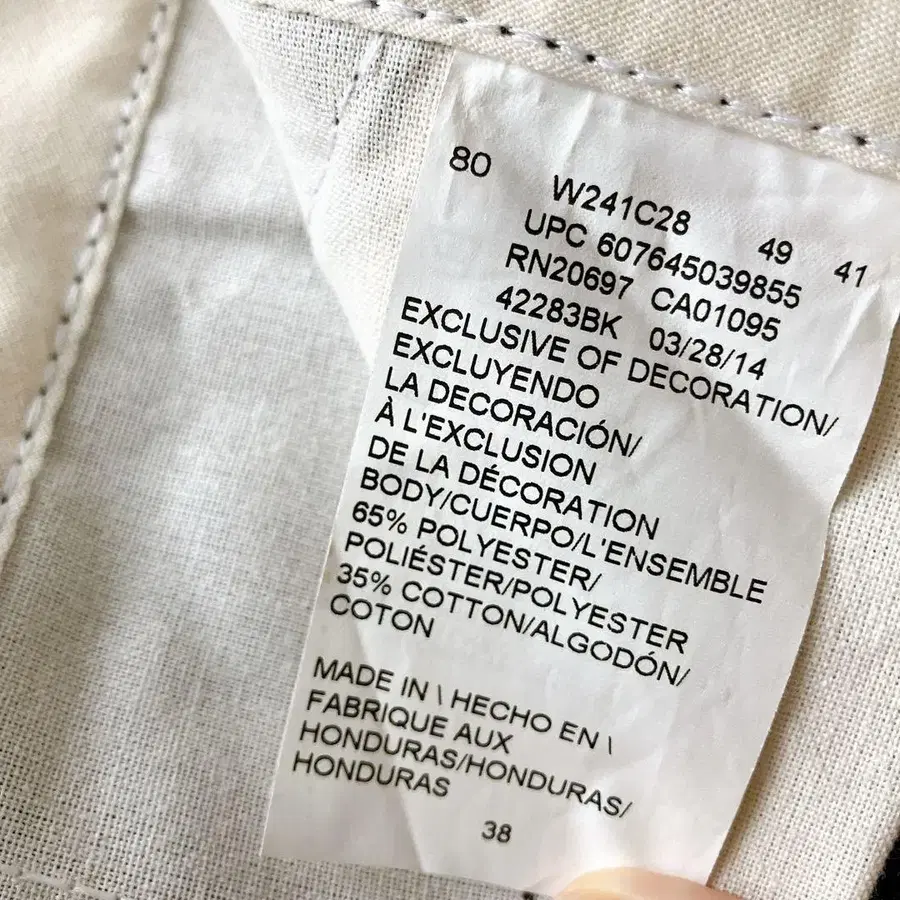 80
W241C28 49 41
UPC 607645039855
RN20697 CA01095
42283BK 03/28/14
EXCLUSIVE OF DECORATION/
EXCLUYENDO
LA DECORACIÓN/
À L'EXCLUSION
DE LA DÉCORATION
BODY/CUERPO/L'ENSEMBLE
65% POLYESTER/
POLIÉSTER/POLYESTER
35% COTTON/ALGODÓN/
COTON
MADE IN \ HECHO EN \
FABRIQUE AUX
HONDURAS/HONDURAS/
HONDURAS
38